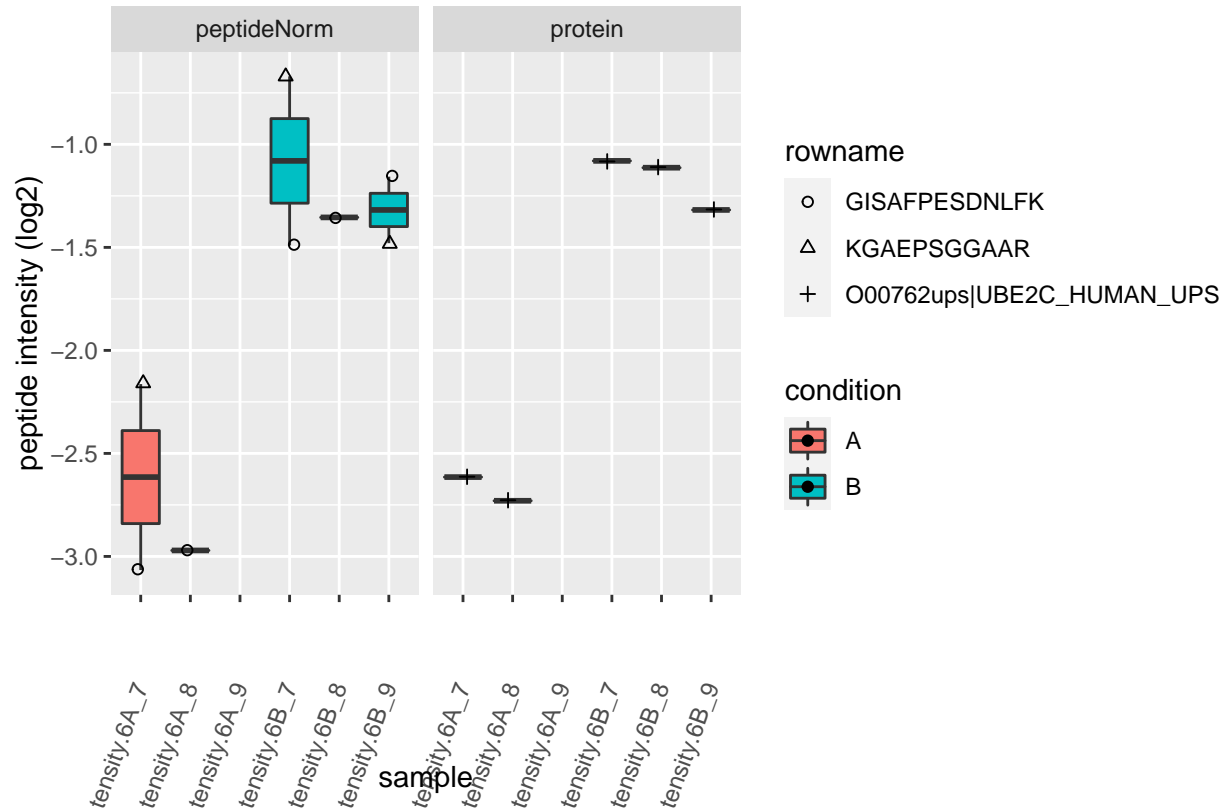 peptideNorm
protein
peptide intensity (log2)
−1.0
−1.5
−2.0
−2.5
−3.0
tensity.6A_7
tensity.6A_8
tensity.6A_9
tensity.6B_7
tensity.6B_8
tensity.6B_9
tensity.6A_7
tensity.6A_8
tensity.6A_9
tensity.6B_7
tensity.6B_8
tensity.6B_9
sample
rowname
GISAFPESDNLFK
KGAEPSGGAAR
O00762ups|UBE2C_HUMAN_UPS
condition
A
B